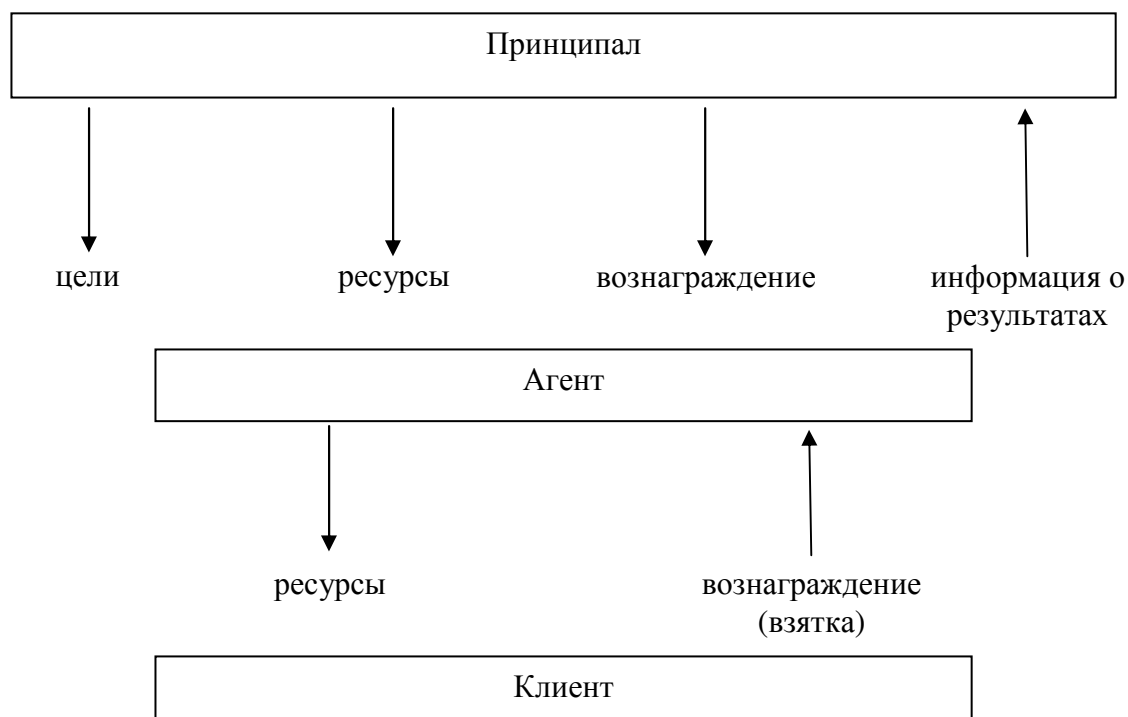 Принципал
цели
ресурсы
вознаграждение
информация о
результатах
Агент
ресурсы
вознаграждение
(взятка)
Клиент